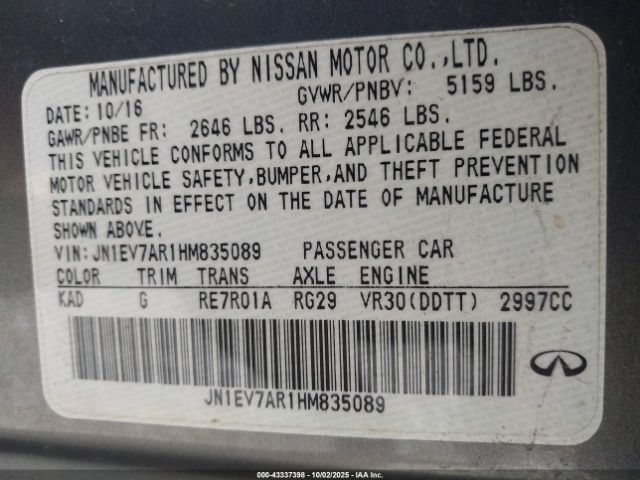 MANUFACTURED BY NISSAN MOTOR CO.,LTD.
DATE: 10/16 GVWR/PNBV: 5159 LBS.
GAWR/PNBE FR: 2646 LBS. RR: 2546 LBS.
THIS VEHICLE CONFORMS TO ALL APPLICABLE FEDERAL
MOTOR VEHICLE SAFETY,BUMPER,AND THEFT PREVENTION
STANDARDS IN EFFECT ON THE DATE OF MANUFACTURE
SHOWN ABOVE.
VIN:JN1EV7AR1HM835089 PASSENGER CAR
COLOR TRIM TRANS AXLE ENGINE
KAD G RE7R01A RG29 VR30(DDTT) 2997CC
JN1EV7AR1HM835089
INFINITI
000-43337398 - 10/02/2025 - IAA Inc.